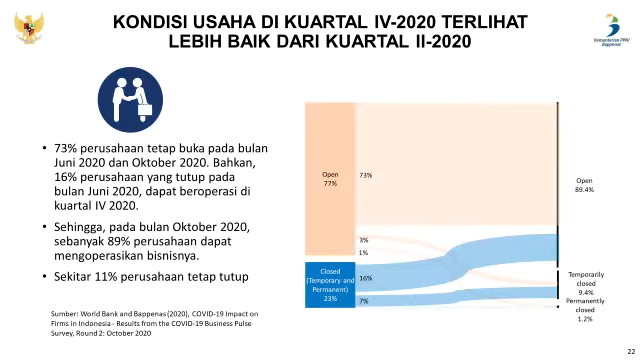 KONDISI USAHA DI KUARTAL IV-2020 TERLIHAT
LEBIH BAIK DARI KUARTAL II-2020
Kementerian PPN/
Bappenas
• 73% perusahaan tetap buka pada bulan
Juni 2020 dan Oktober 2020. Bahkan,
16% perusahaan yang tutup pada
bulan Juni 2020, dapat beroperasi di
kuartal IV 2020.
• Sehingga, pada bulan Oktober 2020,
sebanyak 89% perusahaan dapat
mengoperasikan bisnisnya.
• Sekitar 11% perusahaan tetap tutup
Sumber: World Bank and Bappenas (2020), COVID-19 Impact on
Firms in Indonesia - Results from the COVID-19 Business Pulse
Survey, Round 2: October 2020
Open
77%
73%
3%
1%
Closed
(Temporary and
Permanent)
23%
16%
7%
Open
89.4%
Temporarily
closed
9.4%
Permanently
closed
1.2%
22